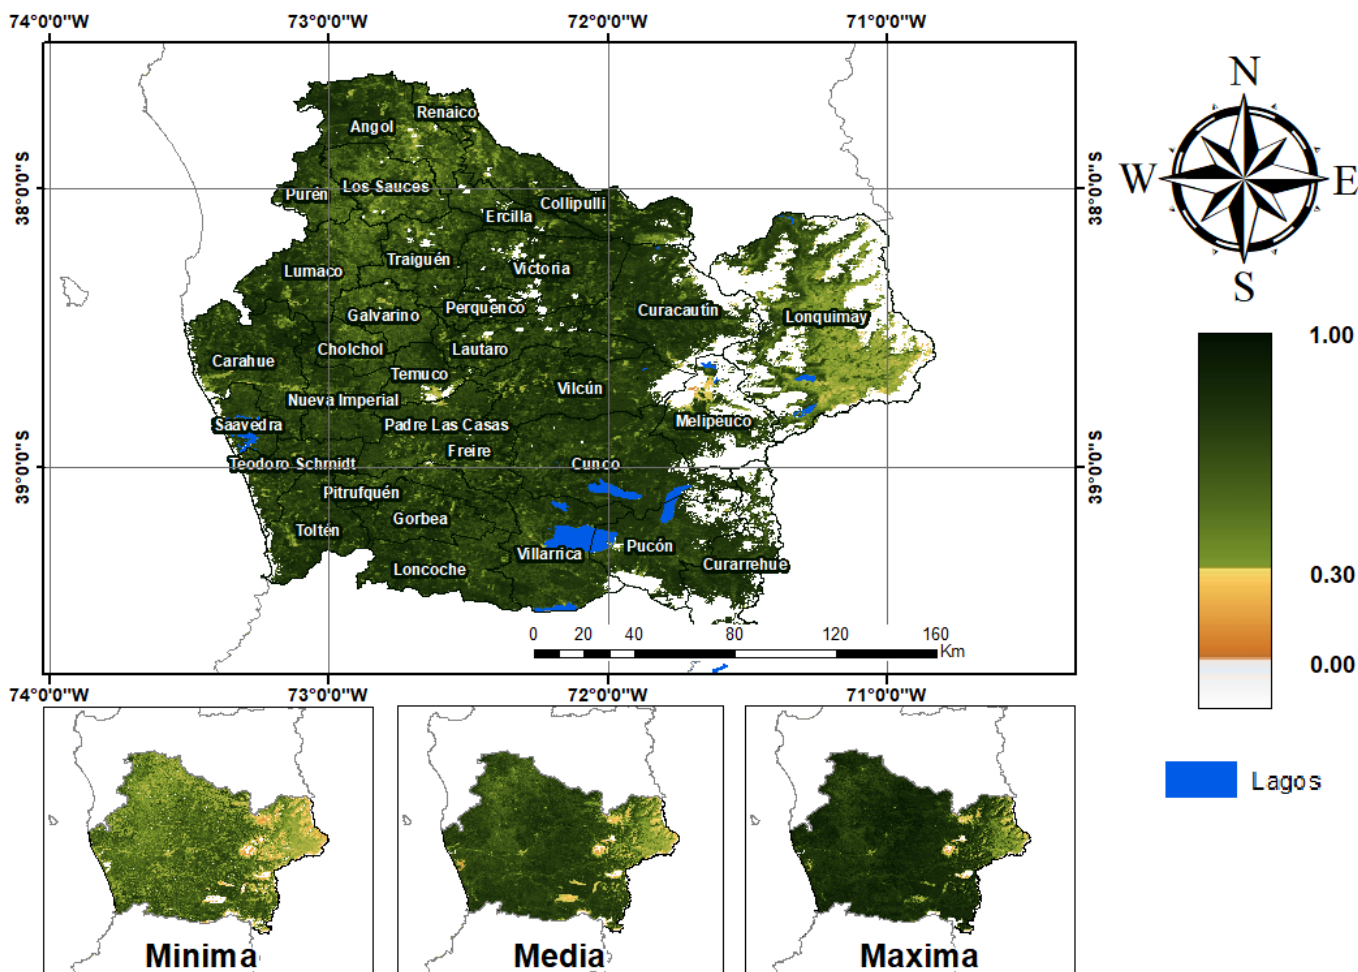 74°0'0"W 73°0'0"W 72°0'0"W 71°0'0"W
N
W E
S
38°0'0"S
38°0'0"S
39°0'0"S
39°0'0"S
Renaico
Angol
Los Sauces
Purén
Collipulli
Ercilla
Traiguén
Victoria
Lumaco
Perquenco
Curacautín
Lonquimay
Galvarino
Cholchol
Lautaro
Carahue
Temuco
Vilcún
Nueva Imperial
Saavedra
Padre Las Casas
Melipeuco
Freire
Teodoro Schmidt
Cunco
Pitrufquén
Gorbea
Toltén
Villarrica
Pucón
Loncoche
Curarrehue
0 20 40 80 120 160
Km
74°0'0"W 73°0'0"W 72°0'0"W 71°0'0"W
1.00
0.30
0.00
Lagos
Minima
Media
Maxima